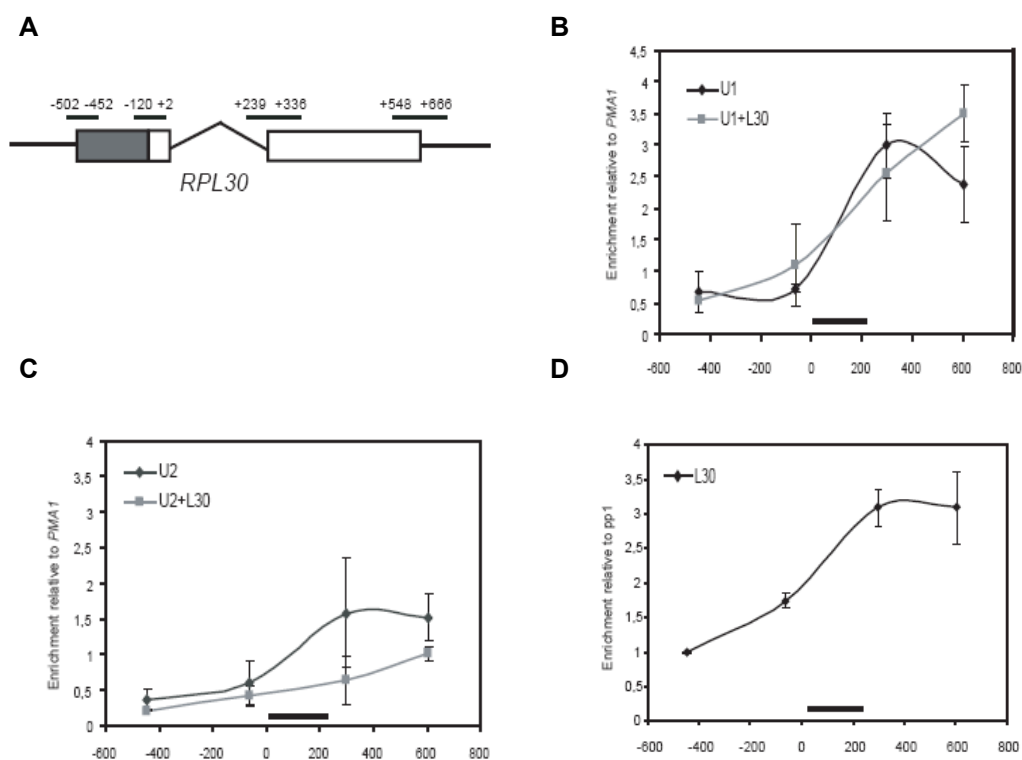 A
-502 -452 -120 +2 +239 +336 +548 +666
RPL30
B
Enrichment relative to PMA1
4,5
4
3,5
3
2,5
2
1,5
1
0,5
0
U1
U1+L30
-600 -400 -200 0 200 400 600 800
C
Enrichment relative to PMA1
4
3,5
3
2,5
2
1,5
1
0,5
0
U2
U2+L30
-600 -400 -200 0 200 400 600 800
D
Enrichment relative to pp1
4
3,5
3
2,5
2
1,5
1
0,5
0
L30
-600 -400 -200 0 200 400 600 800